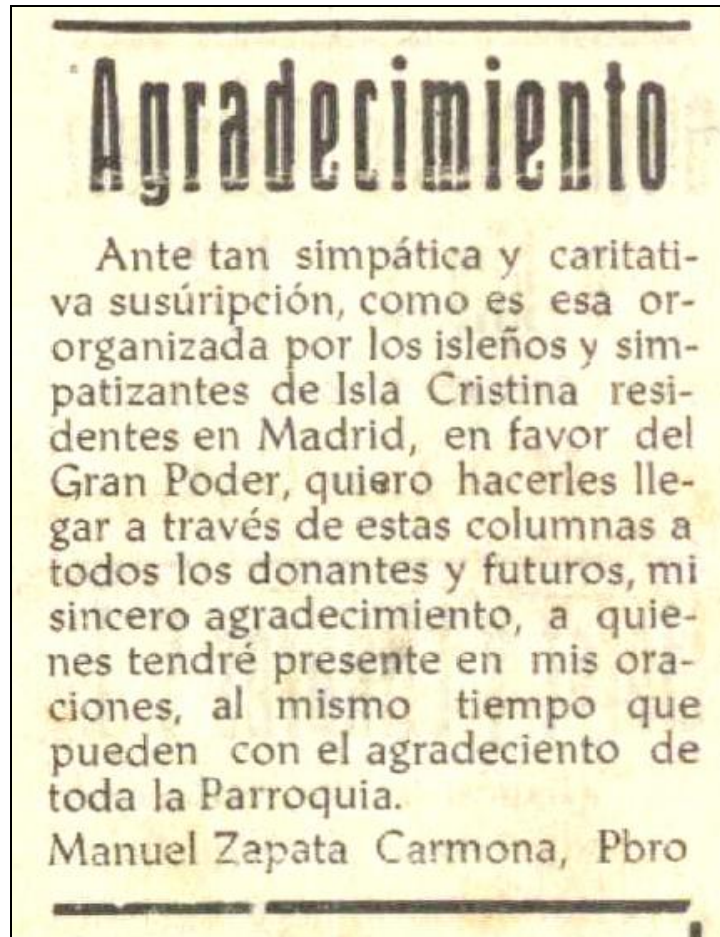 Agradecimiento
Ante tan simpática y caritati-
va susúripción, como es esa or-
organizada por los isleños y sim-
patizantes de Isla Cristina resi-
dentes en Madrid, en favor del
Gran Poder, quiero hacerles lle-
gar a través de estas columnas a
todos los donantes y futuros, mi
sincero agradecimiento, a quie-
nes tendré presente en mis ora-
ciones, al mismo tiempo que
pueden con el agradeciento de
toda la Parroquia.
Manuel Zapata Carmona, Pbro